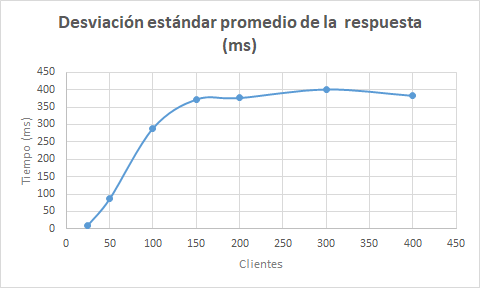 Desviación estándar promedio de la respuesta
(ms)
450
400
350
300
250
200
150
100
50
0
Tiempo (ms)
0 50 100 150 200 250 300 350 400 450
Clientes